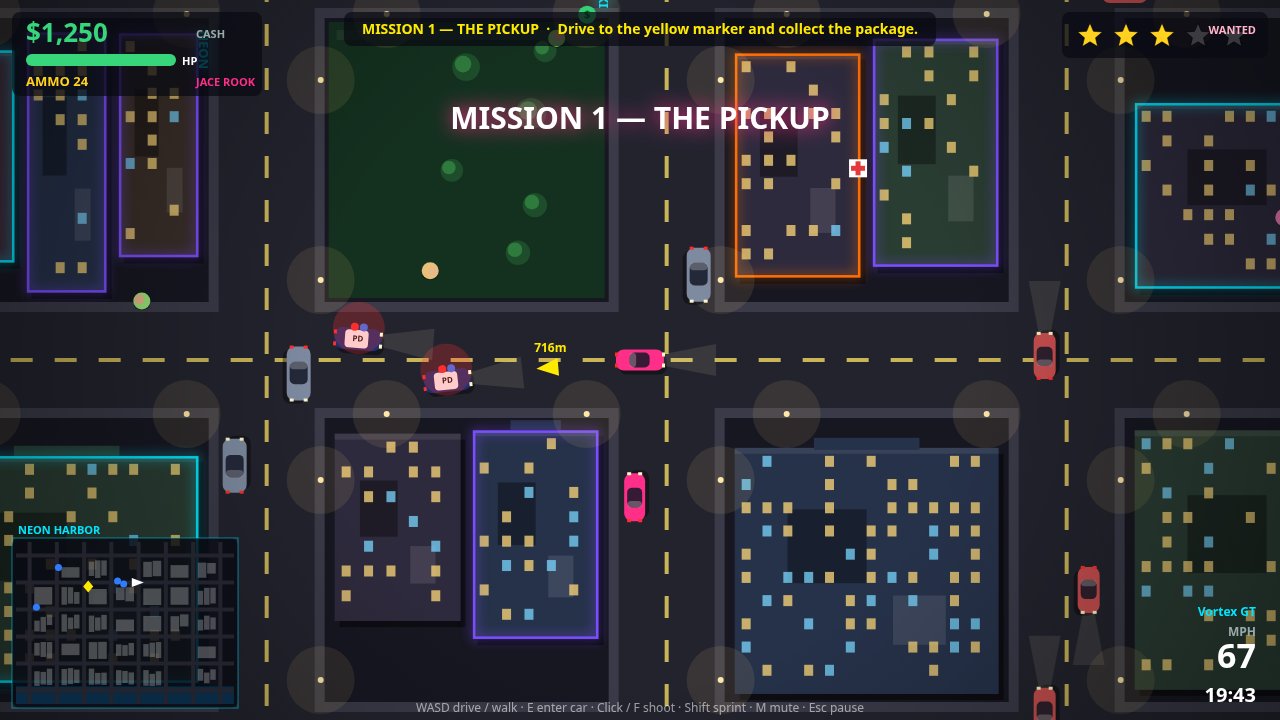 $1,250
CASH
HP
AMMO 24
JACE ROOK
MISSION 1 — THE PICKUP · Drive to the yellow marker and collect the package.
WANTED
MISSION 1 — THE PICKUP
716m
PD
PD
NEON HARBOR
Vortex GT
MPH
67
19:43
WASD drive / walk · E enter car · Click / F shoot · Shift sprint · M mute · Esc pause